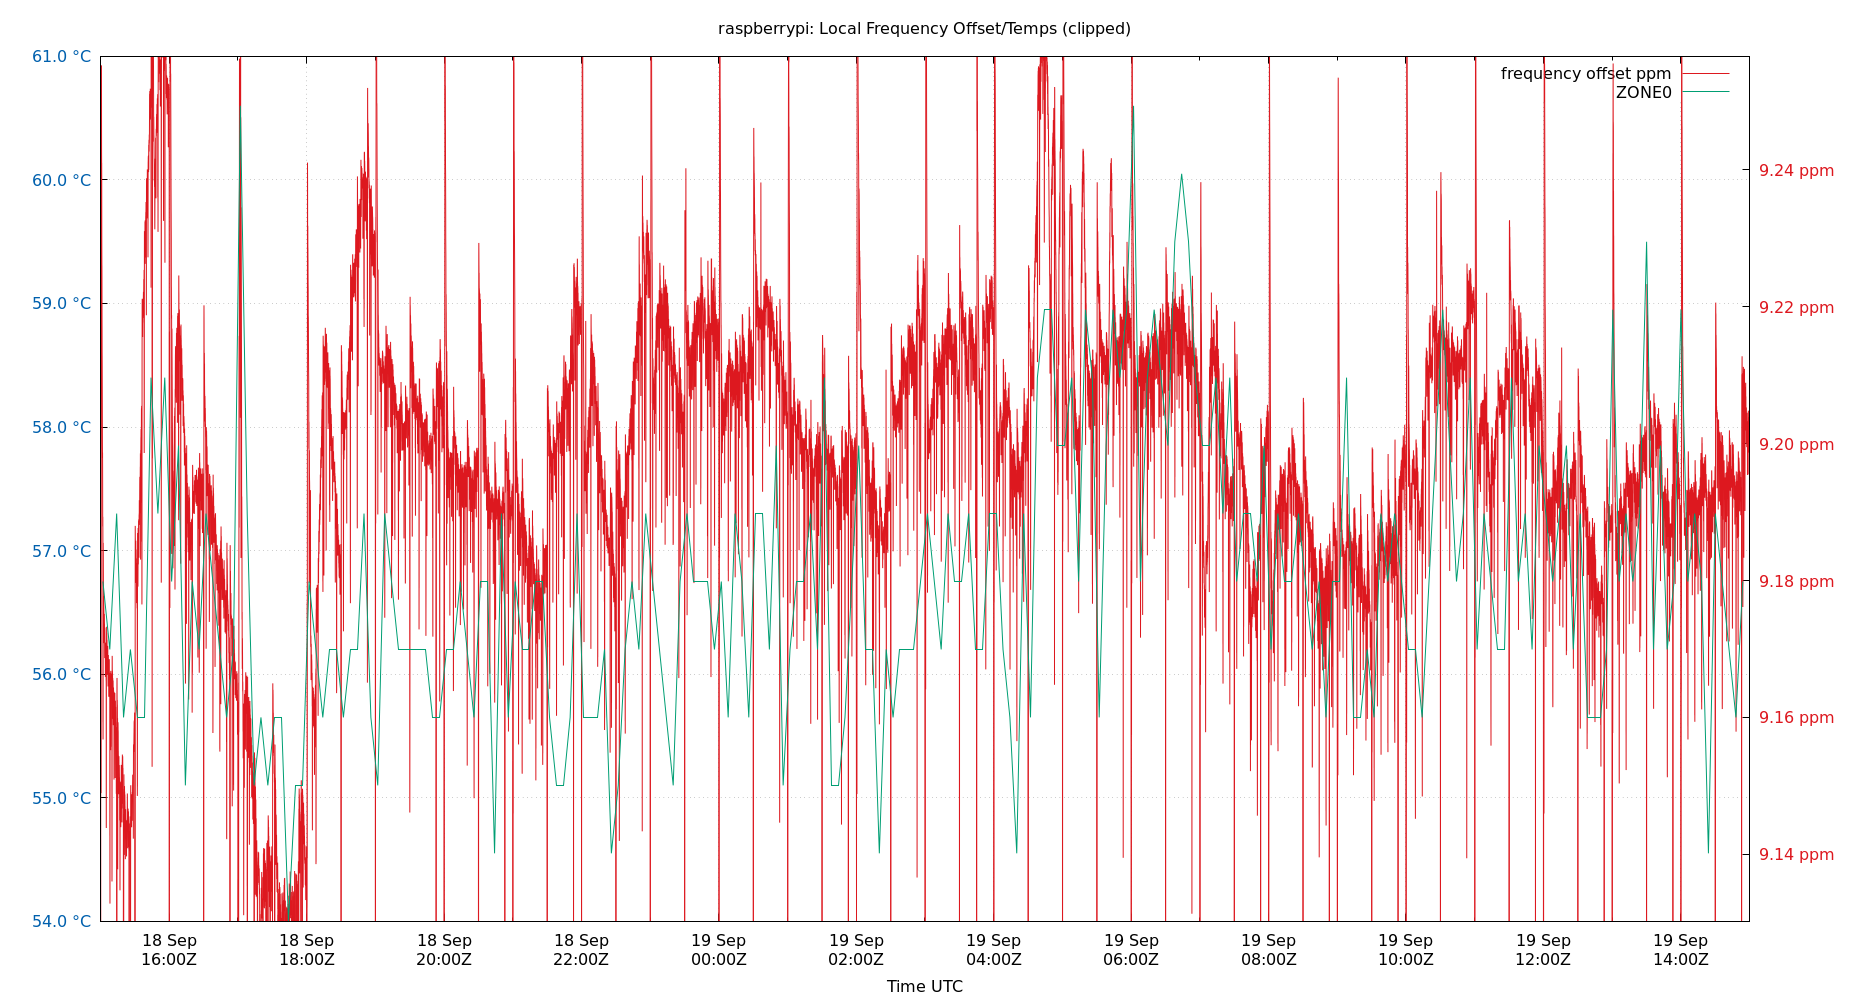 raspberrypi: Local Frequency Offset/Temps (clipped)
61.0 °C
60.0 °C
59.0 °C
58.0 °C
57.0 °C
56.0 °C
55.0 °C
54.0 °C
frequency offset ppm
ZONE0
9.24 ppm
9.22 ppm
9.20 ppm
9.18 ppm
9.16 ppm
9.14 ppm
18 Sep 18 Sep 18 Sep 18 Sep 19 Sep 19 Sep 19 Sep 19 Sep 19 Sep 19 Sep 19 Sep 19 Sep
16:00Z 18:00Z 20:00Z 22:00Z 00:00Z 02:00Z 04:00Z 06:00Z 08:00Z 10:00Z 12:00Z 14:00Z
Time UTC